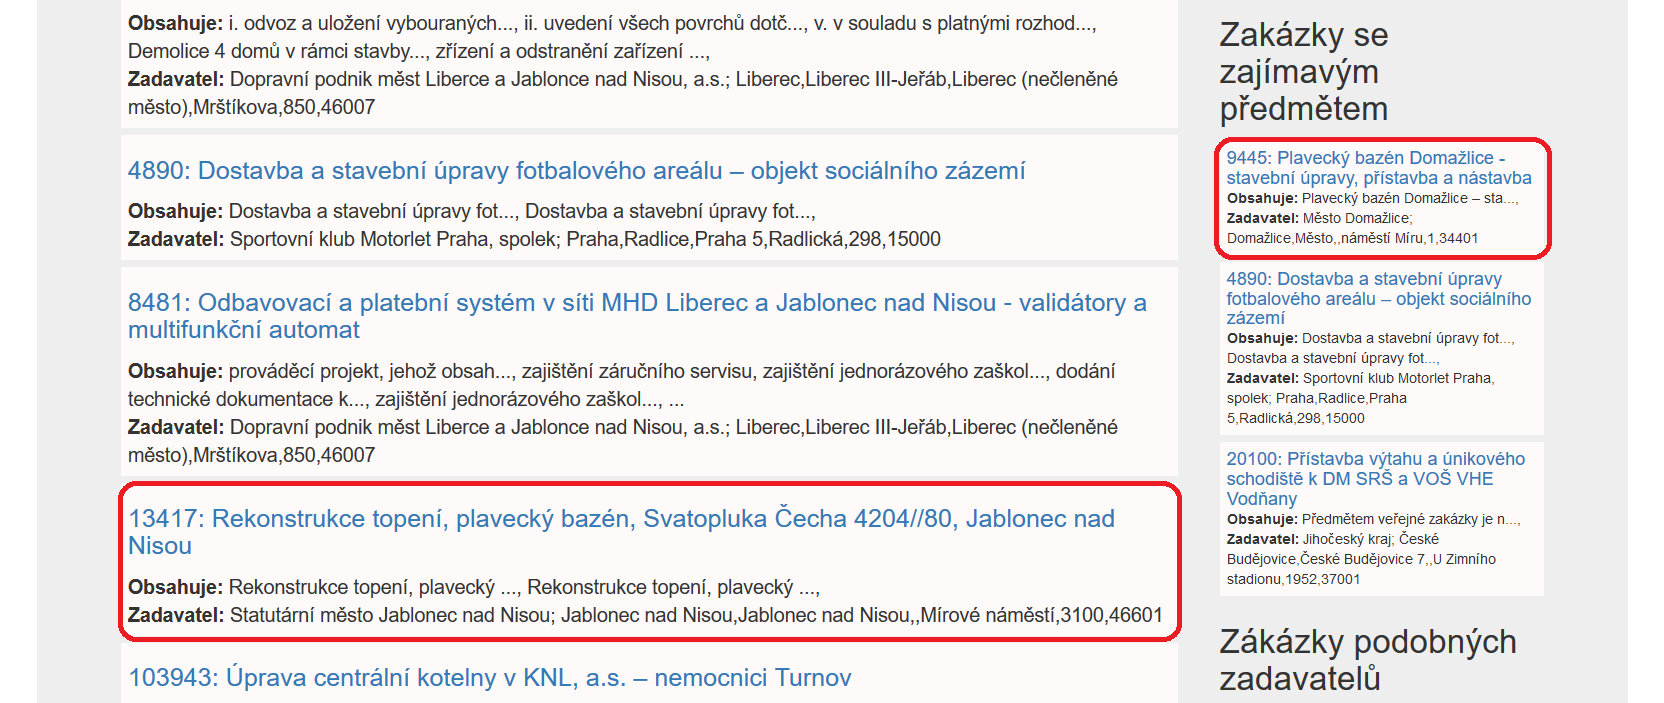 Obsahuje: i. odvoz a uložení vybouraných..., ii. uvedení všech povrchů dotč..., v. v souladu s platnými rozhod...,
Demolice 4 domů v rámci stavby..., zřízení a odstranění zařízení ...,
Zadavatel: Dopravní podnik měst Liberce a Jablonce nad Nisou, a.s.; Liberec,Liberec III-Jeřáb,Liberec (nečleněné
město),Mrštíkova,850,46007
4890: Dostavba a stavební úpravy fotbalového areálu – objekt sociálního zázemí
Obsahuje: Dostavba a stavební úpravy fot..., Dostavba a stavební úpravy fot...,
Zadavatel: Sportovní klub Motorlet Praha, spolek; Praha,Radlice,Praha 5,Radlická,298,15000
8481: Odbavovací a platební systém v síti MHD Liberec a Jablonec nad Nisou - validátory a
multifunkční automat
Obsahuje: prováděcí projekt, jehož obsah..., zajištění záručního servisu, zajištění jednorázového zaškol..., dodání
technické dokumentace k..., zajištění jednorázového zaškol..., ...
Zadavatel: Dopravní podnik měst Liberce a Jablonce nad Nisou, a.s.; Liberec,Liberec III-Jeřáb,Liberec (nečleněné
město),Mrštíkova,850,46007
13417: Rekonstrukce topení, plavecký bazén, Svatopluka Čecha 4204//80, Jablonec nad
Nisou
Obsahuje: Rekonstrukce topení, plavecký ..., Rekonstrukce topení, plavecký ...,
Zadavatel: Statutární město Jablonec nad Nisou; Jablonec nad Nisou,Jablonec nad Nisou,,Mírové náměstí,3100,46601
103943: Úprava centrální kotelny v KNL, a.s. – nemocnici Turnov
Zakázky se
zajímavým
předmětem
9445: Plavecký bazén Domažlice -
stavební úpravy, přístavba a nástavba
Obsahuje: Plavecký bazén Domažlice – sta...,
Zadavatel: Město Domažlice;
Domažlice,Město,,náměstí Míru,1,34401
4890: Dostavba a stavební úpravy
fotbalového areálu – objekt sociálního
zázemí
Obsahuje: Dostavba a stavební úpravy fot...,
Dostavba a stavební úpravy fot...,
Zadavatel: Sportovní klub Motorlet Praha,
spolek; Praha,Radlice,Praha
5,Radlická,298,15000
20100: Přístavba výtahu a únikového
schodiště k DM SRŠ a VOŠ VHE
Vodňany
Obsahuje: Předmětem veřejné zakázky je n...,
Zadavatel: Jihočeský kraj; České
Budějovice,České Budějovice 7,,U Zimního
stadionu,1952,37001
Zákázky podobných
zadavatelů